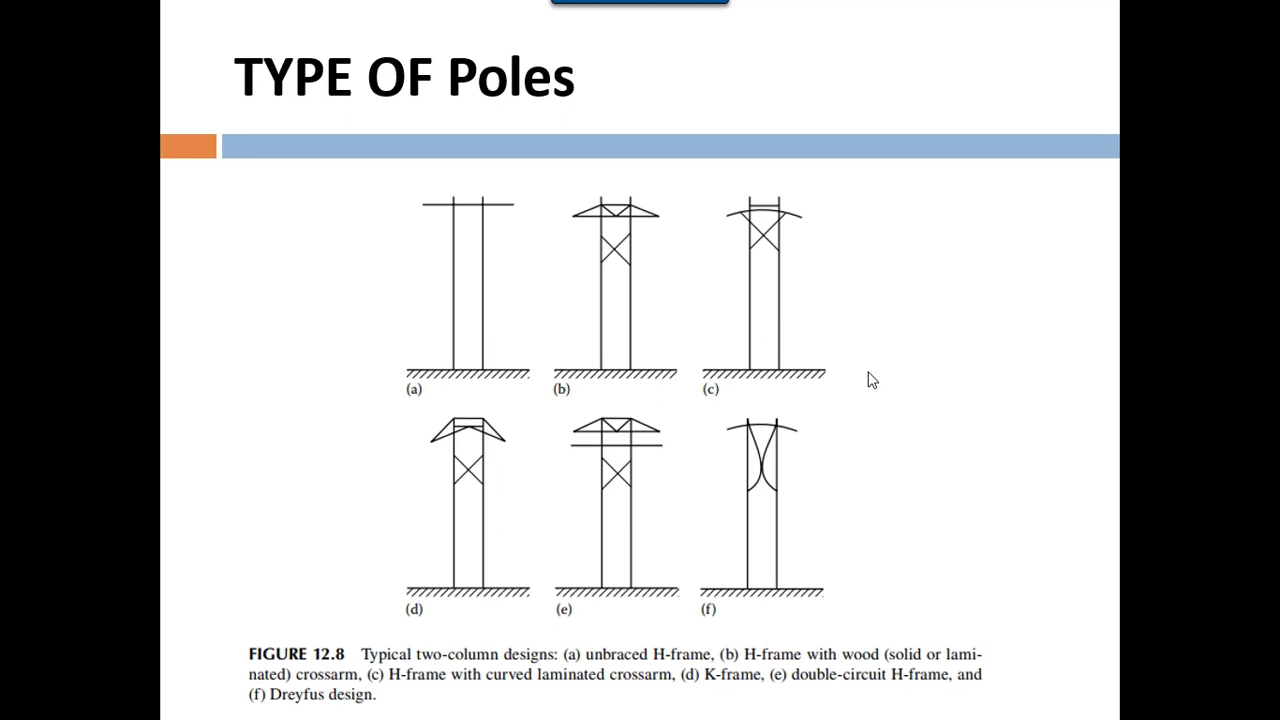 TYPE OF Poles
(a)
(b)
(c)
(d)
(e)
(f)
FIGURE 12.8 Typical two-column designs: (a) unbraced H-frame, (b) H-frame with wood (solid or lami-
nated) crossarm, (c) H-frame with curved laminated crossarm, (d) K-frame, (e) double-circuit H-frame, and
(f) Dreyfus design.